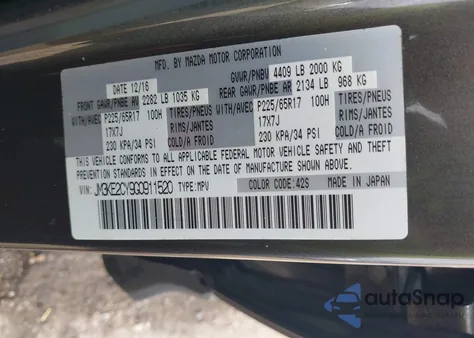 MFD. BY MAZDA MOTOR CORPORATION
DATE 12/16 GVWR/PNBV 4409 LB 2000 KG
FRONT GAWR/PNBE AV 2282 LB 1035 KG REAR GAWR/PNBE AR 2134 LB 968 KG
WITH/AVEC P225/65R17 100H TIRES/PNEUS WITH/AVEC P225/65R17 100H TIRES/PNEUS
17X7J RIMS/JANTES 17X7J RIMS/JANTES
230 KPA/34 PSI COLD/A FROID 230 KPA/34 PSI COLD/A FROID
THIS VEHICLE CONFORMS TO ALL APPLICABLE FEDERAL MOTOR VEHICLE SAFETY AND THEFT
PREVENTION STANDARDS IN EFFECT ON THE DATE OF MANUFACTURE SHOWN ABOVE.
VIN: JM3KE2CY9G0911520 TYPE: MPV COLOR CODE: 42S MADE IN JAPAN
autoSnap